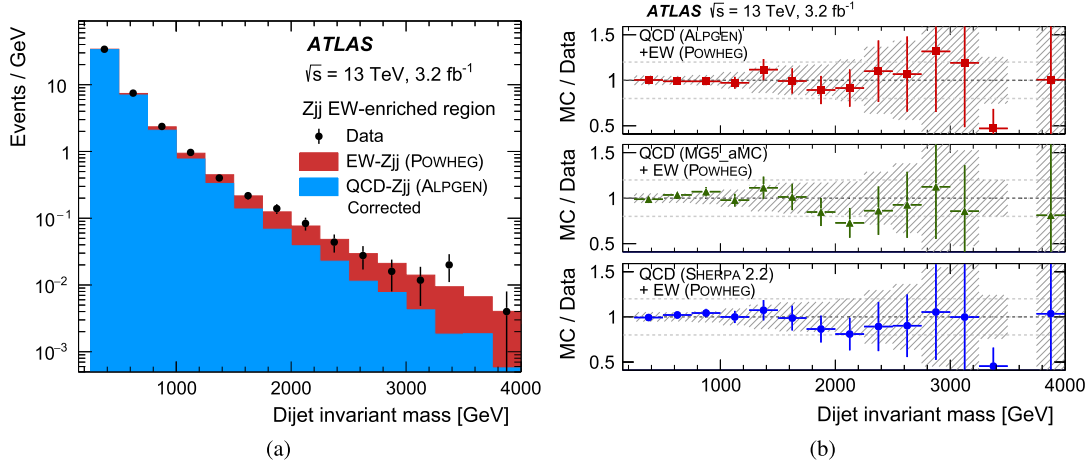 ATLAS
√s = 13 TeV, 3.2 fb⁻¹
Zjj EW-enriched region
Data
EW-Zjj (POWHEG)
QCD-Zjj (ALPGEN)
Corrected
Events / GeV
10
1
10⁻¹
10⁻²
10⁻³
1000 2000 3000 4000
Dijet invariant mass [GeV]
(a)
ATLAS √s = 13 TeV, 3.2 fb⁻¹
MC / Data
1.5
1.0
0.5
QCD (ALPGEN)
+EW (POWHEG)
MC / Data
1.5
1.0
0.5
QCD (MG5_aMC)
+ EW (POWHEG)
MC / Data
1.5
1.0
0.5
QCD (SHERPA 2.2)
+ EW (POWHEG)
1000 2000 3000 4000
Dijet invariant mass [GeV]
(b)